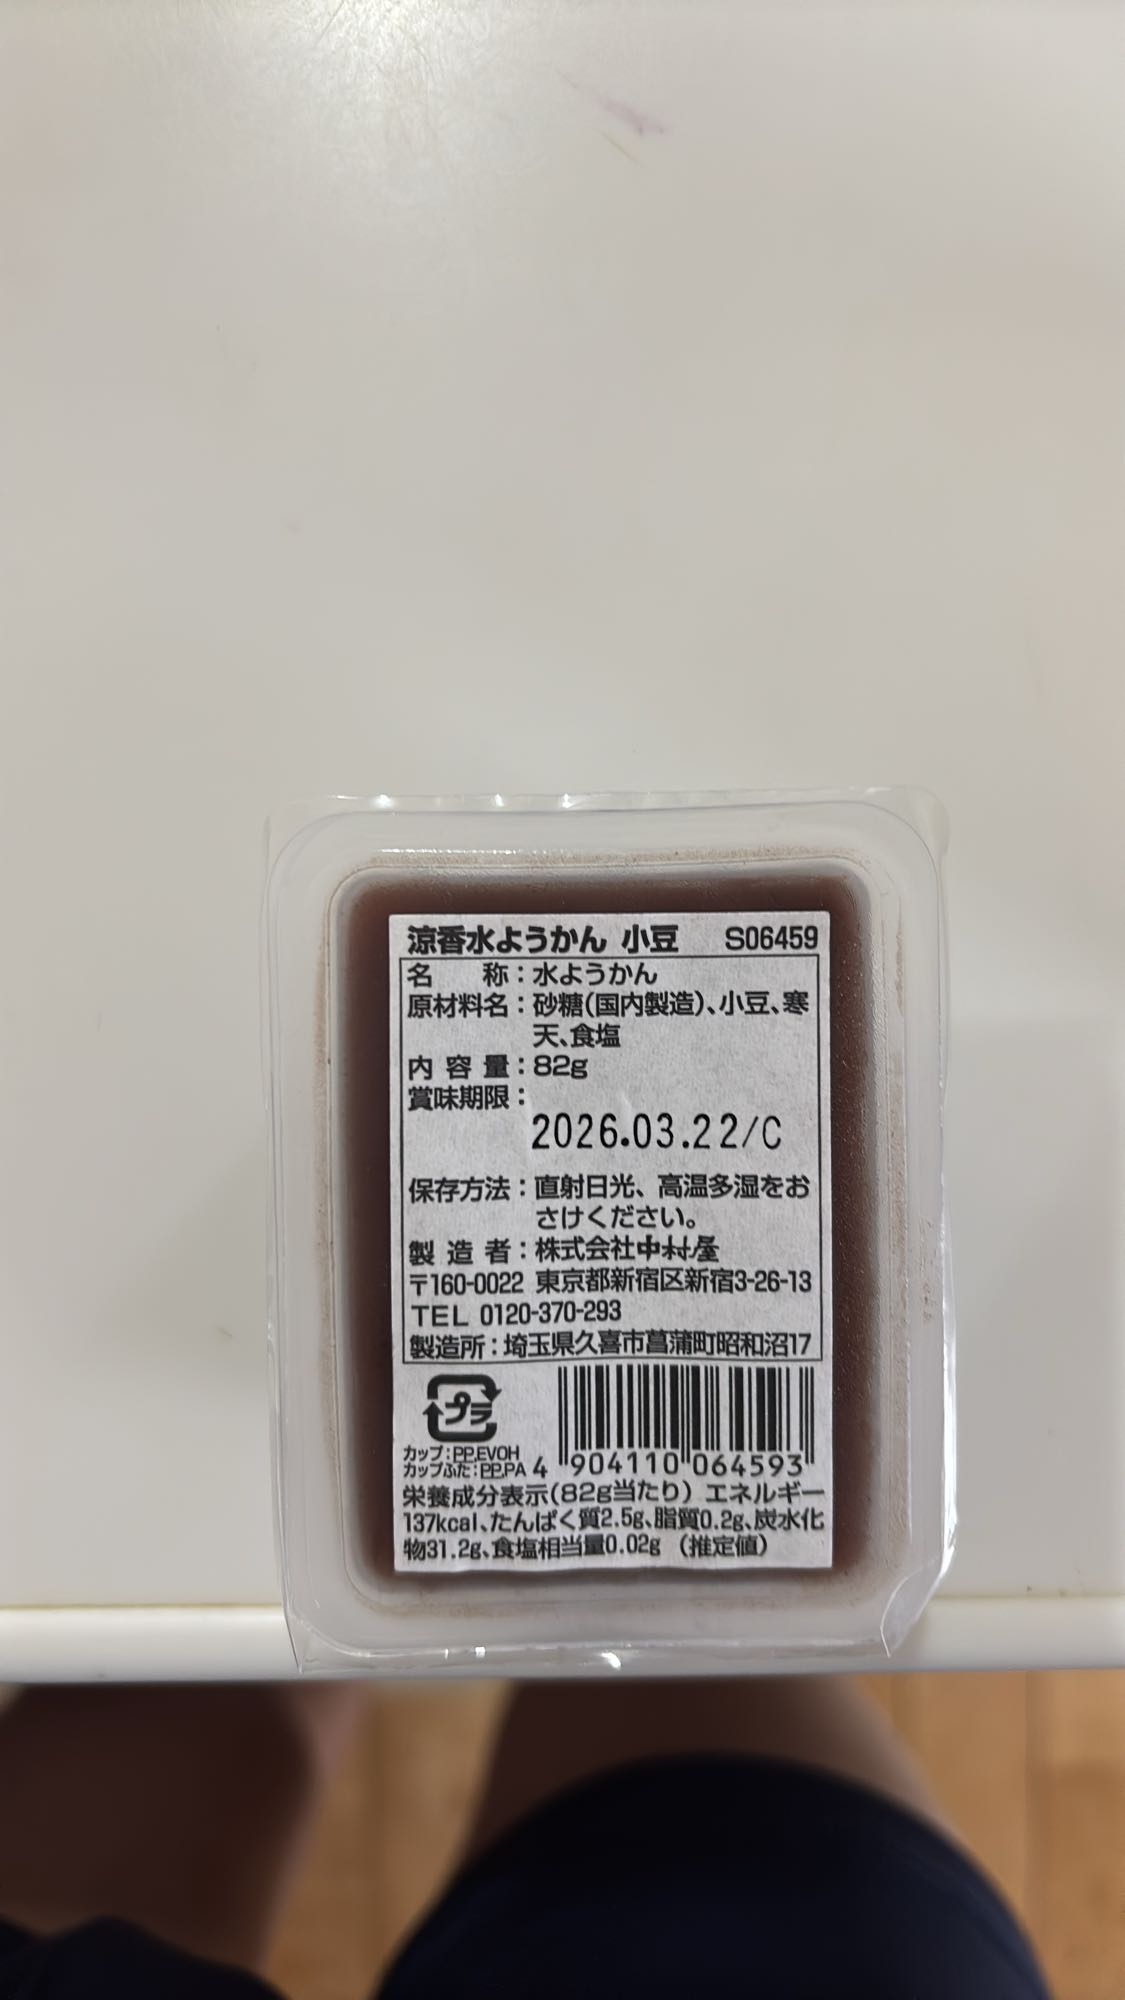 涼香水ようかん 小豆 S06459
名 称：水ようかん
原材料名：砂糖(国内製造)、小豆、寒
天、食塩
内容量：82g
賞味期限：
2026.03.22/C
保存方法：直射日光、高温多湿をお
さけください。
製造者：株式会社中村屋
〒160-0022 東京都新宿区新宿3-26-13
TEL 0120-370-293
製造所：埼玉県久喜市菖蒲町昭和沼17
プラ
カップ：PP,EVOH
カップふた：PP,PA
4 904110 064593
栄養成分表示(82g当たり) エネルギー
137kcal、たんぱく質2.5g、脂質0.2g、炭水化
物31.2g、食塩相当量0.02g (推定値)